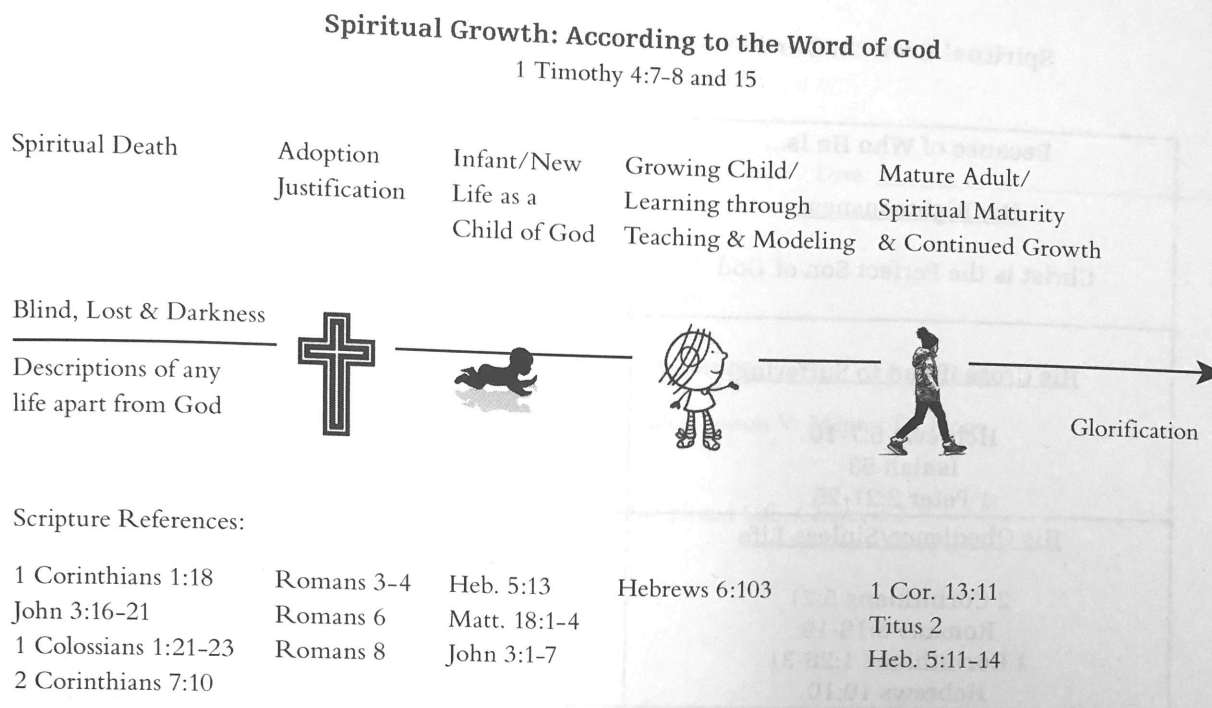 Spiritual Growth: According to the Word of God
1 Timothy 4:7-8 and 15
Spiritual Death
Adoption
Justification
Infant/New
Life as a
Child of God
Growing Child/
Learning through
Teaching & Modeling
Mature Adult/
Spiritual Maturity
& Continued Growth
Blind, Lost & Darkness
Descriptions of any
life apart from God
Glorification
Scripture References:
1 Corinthians 1:18
John 3:16-21
1 Colossians 1:21-23
2 Corinthians 7:10
Romans 3-4
Romans 6
Romans 8
Heb. 5:13
Matt. 18:1-4
John 3:1-7
Hebrews 6:103
1 Cor. 13:11
Titus 2
Heb. 5:11-14